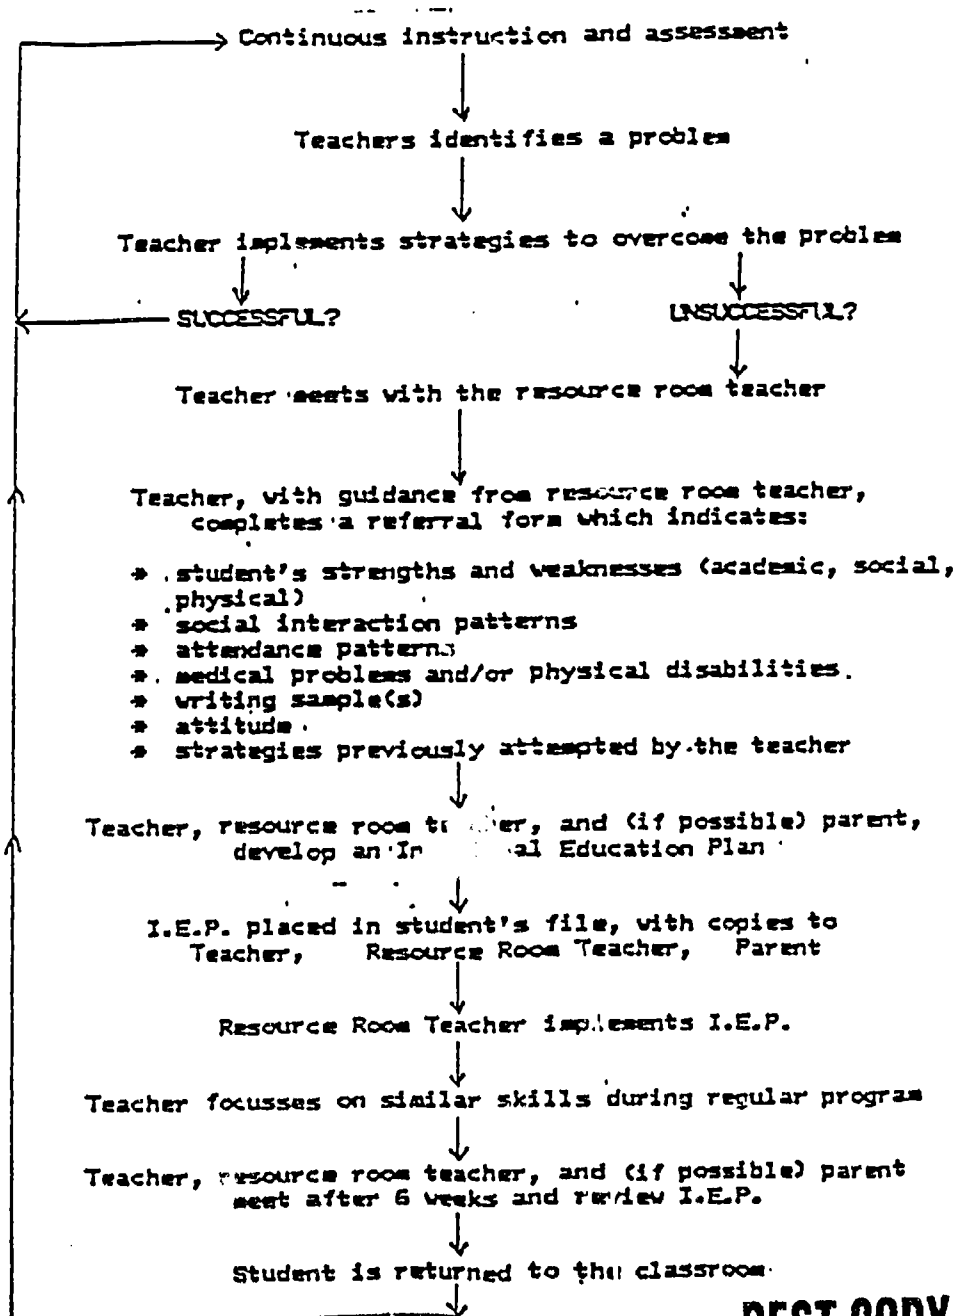 Continuous instruction and assessment
Teachers identifies a problem
Teacher implements strategies to overcome the problem
SUCCESSFUL?
UNSUCCESSFUL?
Teacher meets with the resource room teacher
Teacher, with guidance from resource room teacher,
completes a referral form which indicates:
* student's strengths and weaknesses (academic, social,
physical)
* social interaction patterns
* attendance patterns
* medical problems and/or physical disabilities.
* writing sample(s)
* attitude
* strategies previously attempted by the teacher
Teacher, resource room and (if possible) parent,
develop an Education Plan
I.E.P. placed in student's file, with copies to
Teacher, Resource Room Teacher, Parent
Resource Room Teacher implements I.E.P.
Teacher focusses on similar skills during regular program
Teacher, resource room teacher, and (if possible) parent
meet after 6 weeks and review I.E.P.
Student is returned to the classroom